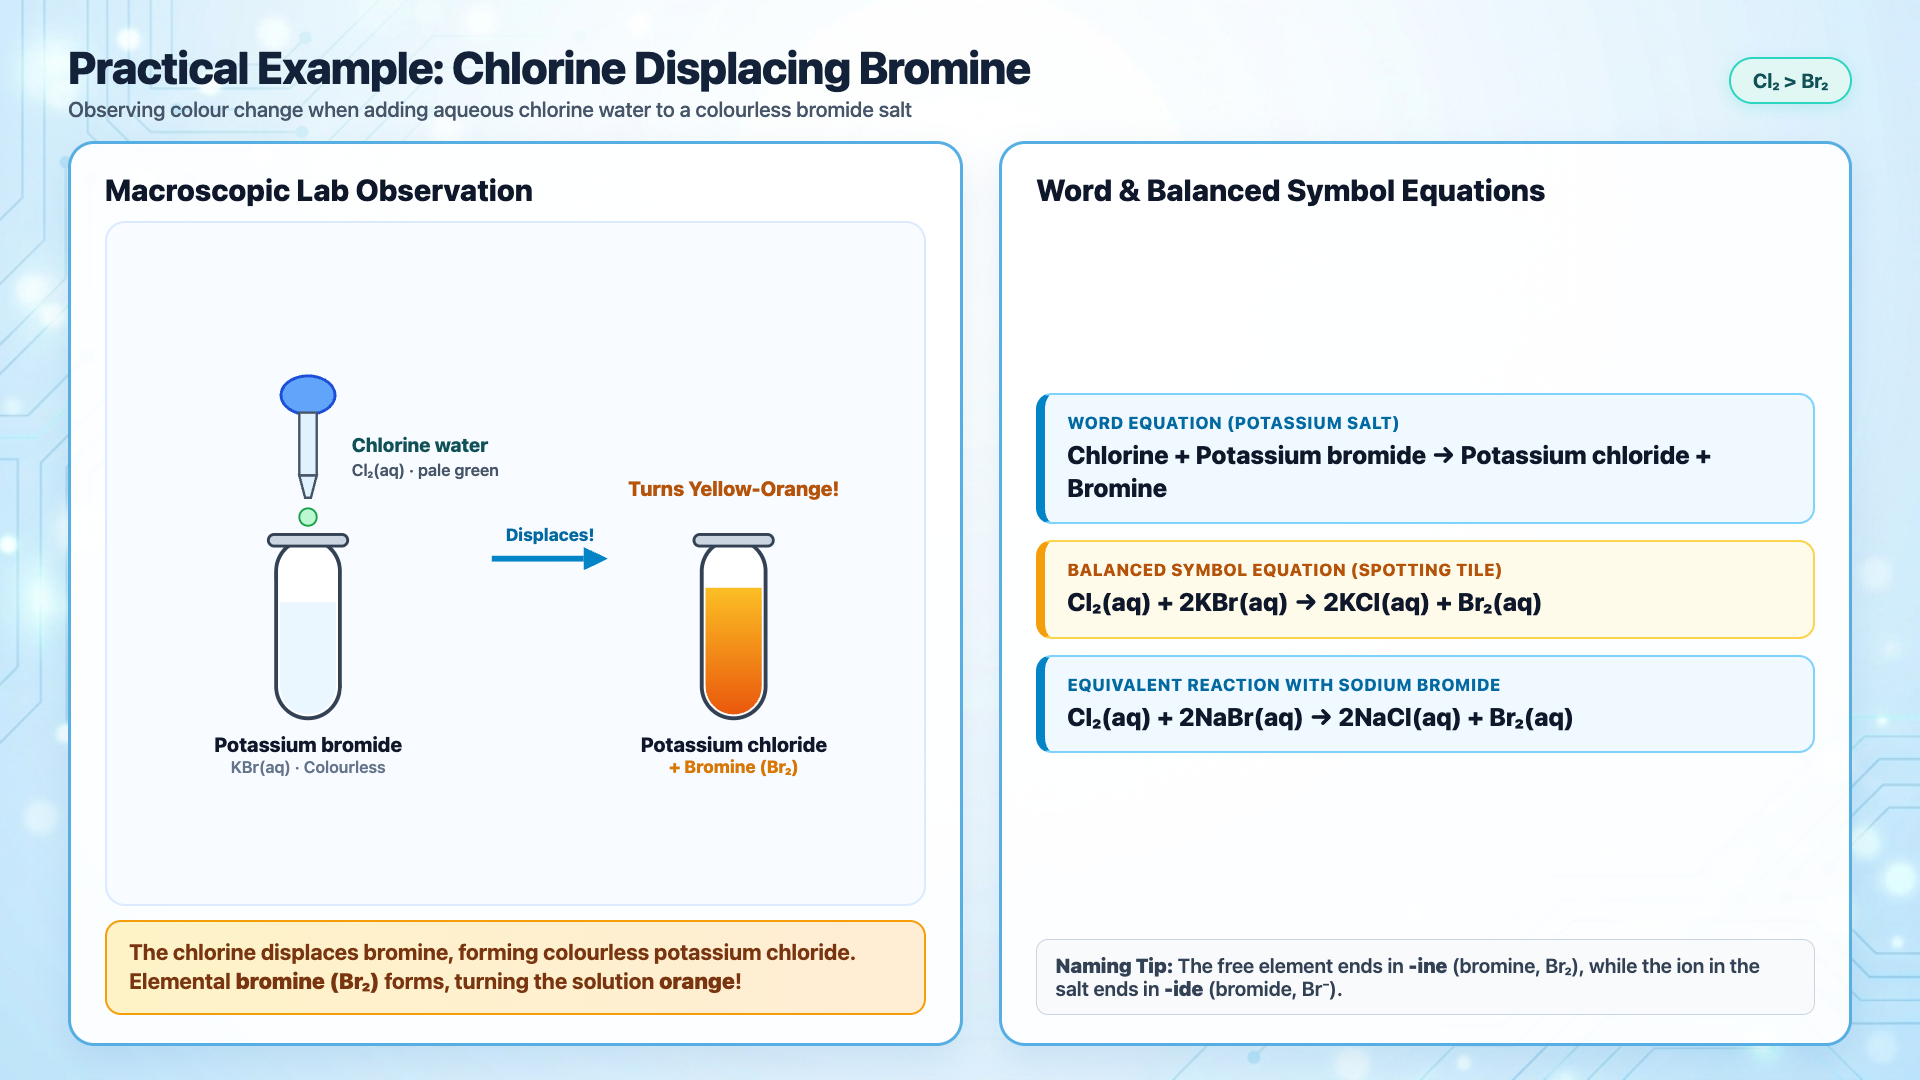 Practical Example: Chlorine Displacing Bromine
Observing colour change when adding aqueous chlorine water to a colourless bromide salt
Cl₂ > Br₂
Macroscopic Lab Observation
Chlorine water
Cl₂(aq) · pale green
Turns Yellow-Orange!
Displaces!
Potassium bromide
KBr(aq) · Colourless
Potassium chloride
+ Bromine (Br₂)
The chlorine displaces bromine, forming colourless potassium chloride.
Elemental bromine (Br₂) forms, turning the solution orange!
Word & Balanced Symbol Equations
WORD EQUATION (POTASSIUM SALT)
Chlorine + Potassium bromide → Potassium chloride +
Bromine
BALANCED SYMBOL EQUATION (SPOTTING TILE)
Cl₂(aq) + 2KBr(aq) → 2KCl(aq) + Br₂(aq)
EQUIVALENT REACTION WITH SODIUM BROMIDE
Cl₂(aq) + 2NaBr(aq) → 2NaCl(aq) + Br₂(aq)
Naming Tip: The free element ends in -ine (bromine, Br₂), while the ion in the
salt ends in -ide (bromide, Br⁻).